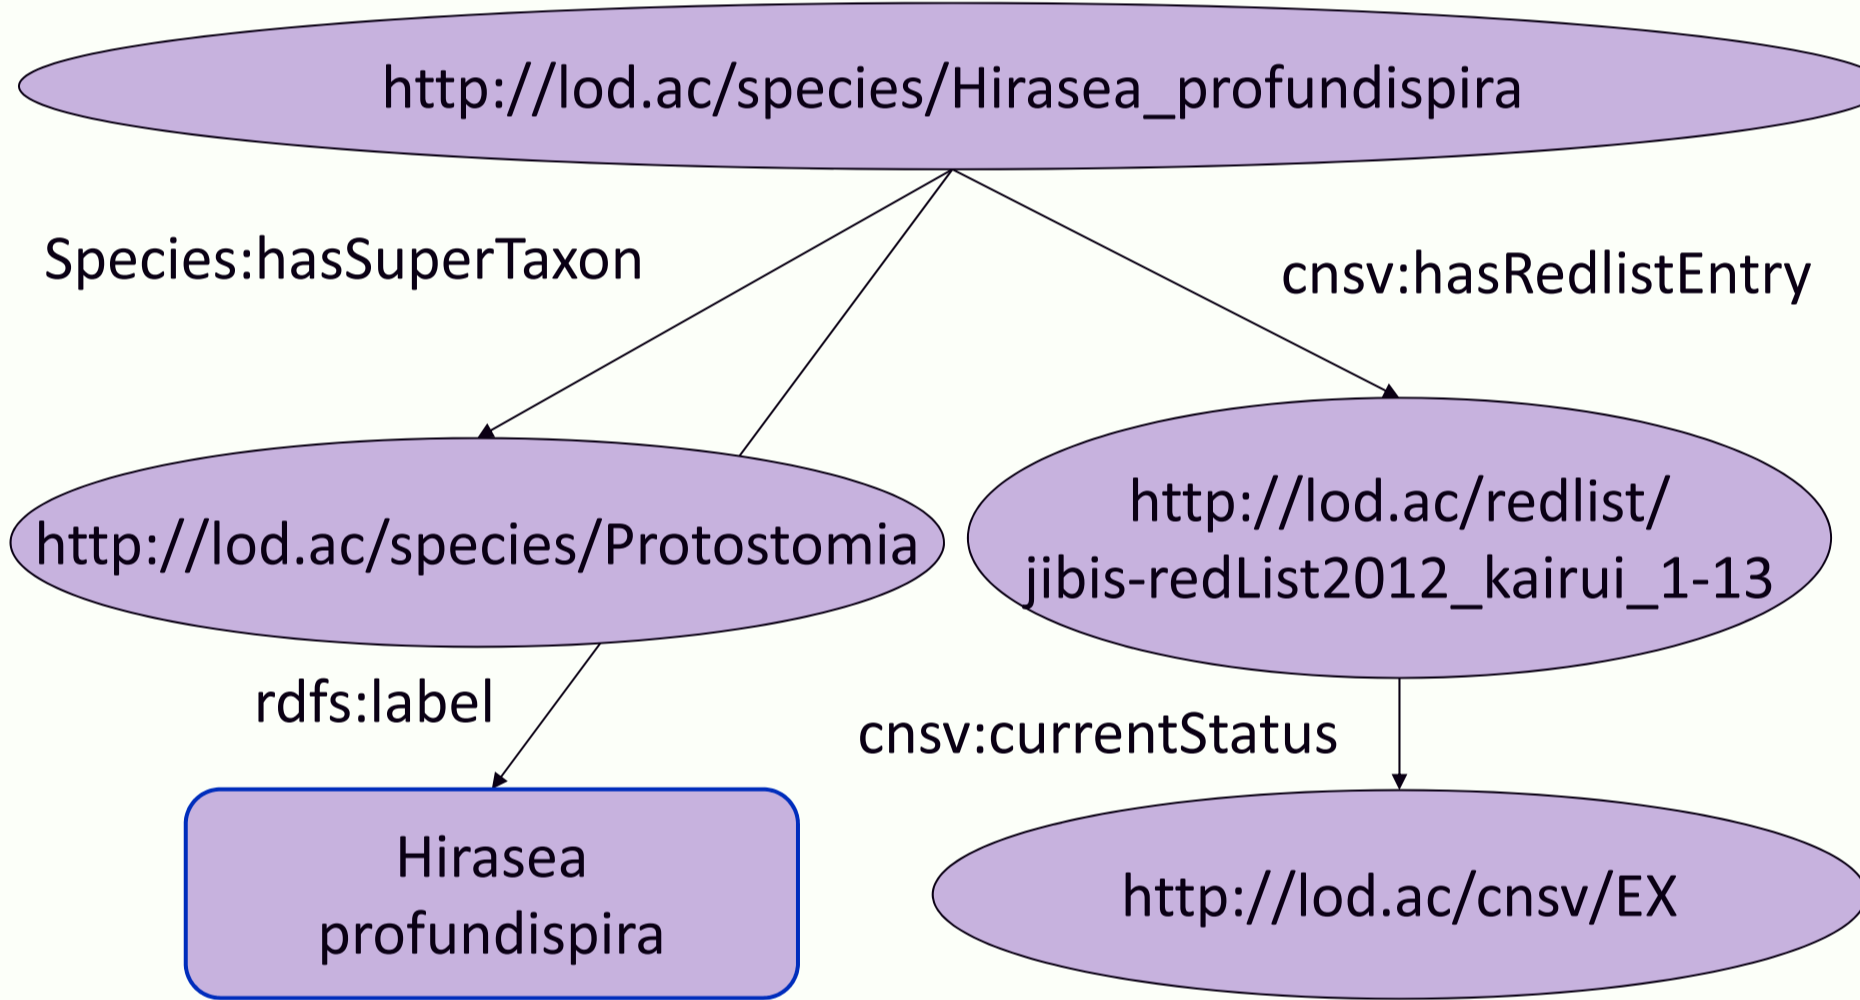 http://lod.ac/species/Hirasea_profundispira
Species:hasSuperTaxon
cnsv:hasRedlistEntry
http://lod.ac/species/Protostomia
http://lod.ac/redlist/
jibis-redList2012_kairui_1-13
rdfs:label
cnsv:currentStatus
Hirasea
profundispira
http://lod.ac/cnsv/EX